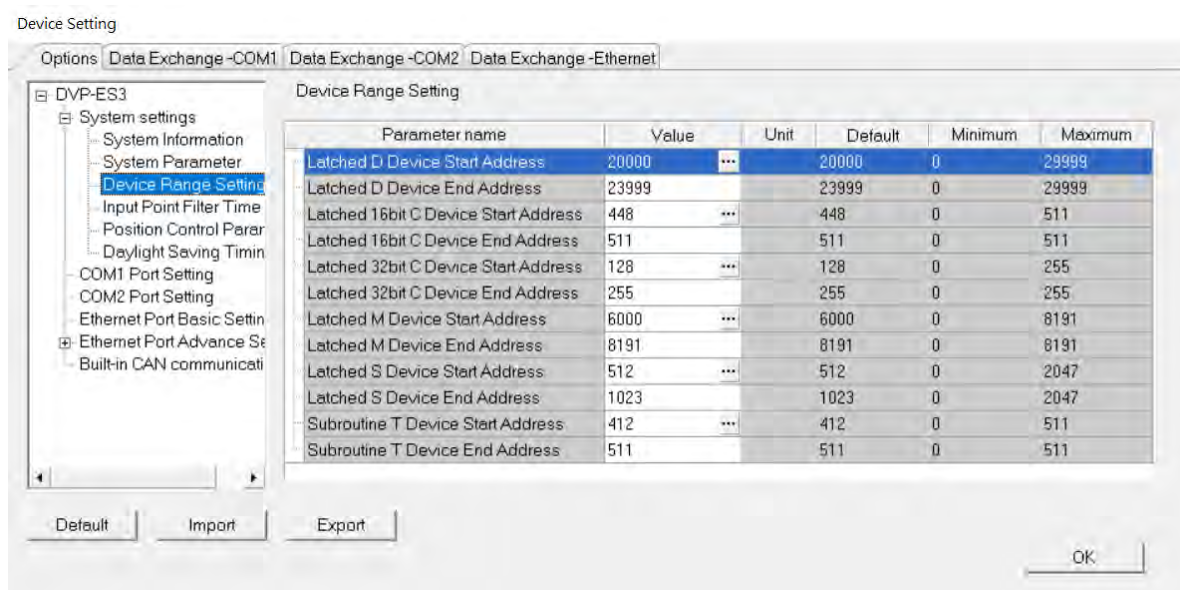 Device Setting
Options Data Exchange -COM1 Data Exchange -COM2 Data Exchange -Ethernet
DVP-ES3
System settings
System Information
System Parameter
Device Range Setting
Input Point Filter Time
Position Control Parar
Daylight Saving Timin
COM1 Port Setting
COM2 Port Setting
Ethernet Port Basic Settin
Ethernet Port Advance Se
Built-in CAN communicati
Device Range Setting
Parameter name Value Unit Default Minimum Maximum
Latched D Device Start Address 20000 ... 20000 0 29999
Latched D Device End Address 23999 23999 0 29999
Latched 16bit C Device Start Address 448 ... 448 0 511
Latched 16bit C Device End Address 511 511 0 511
Latched 32bit C Device Start Address 128 ... 128 0 255
Latched 32bit C Device End Address 255 255 0 255
Latched M Device Start Address 6000 ... 6000 0 8191
Latched M Device End Address 8191 8191 0 8191
Latched S Device Start Address 512 ... 512 0 2047
Latched S Device End Address 1023 1023 0 2047
Subroutine T Device Start Address 412 ... 412 0 511
Subroutine T Device End Address 511 511 0 511
Default Import Export
OK